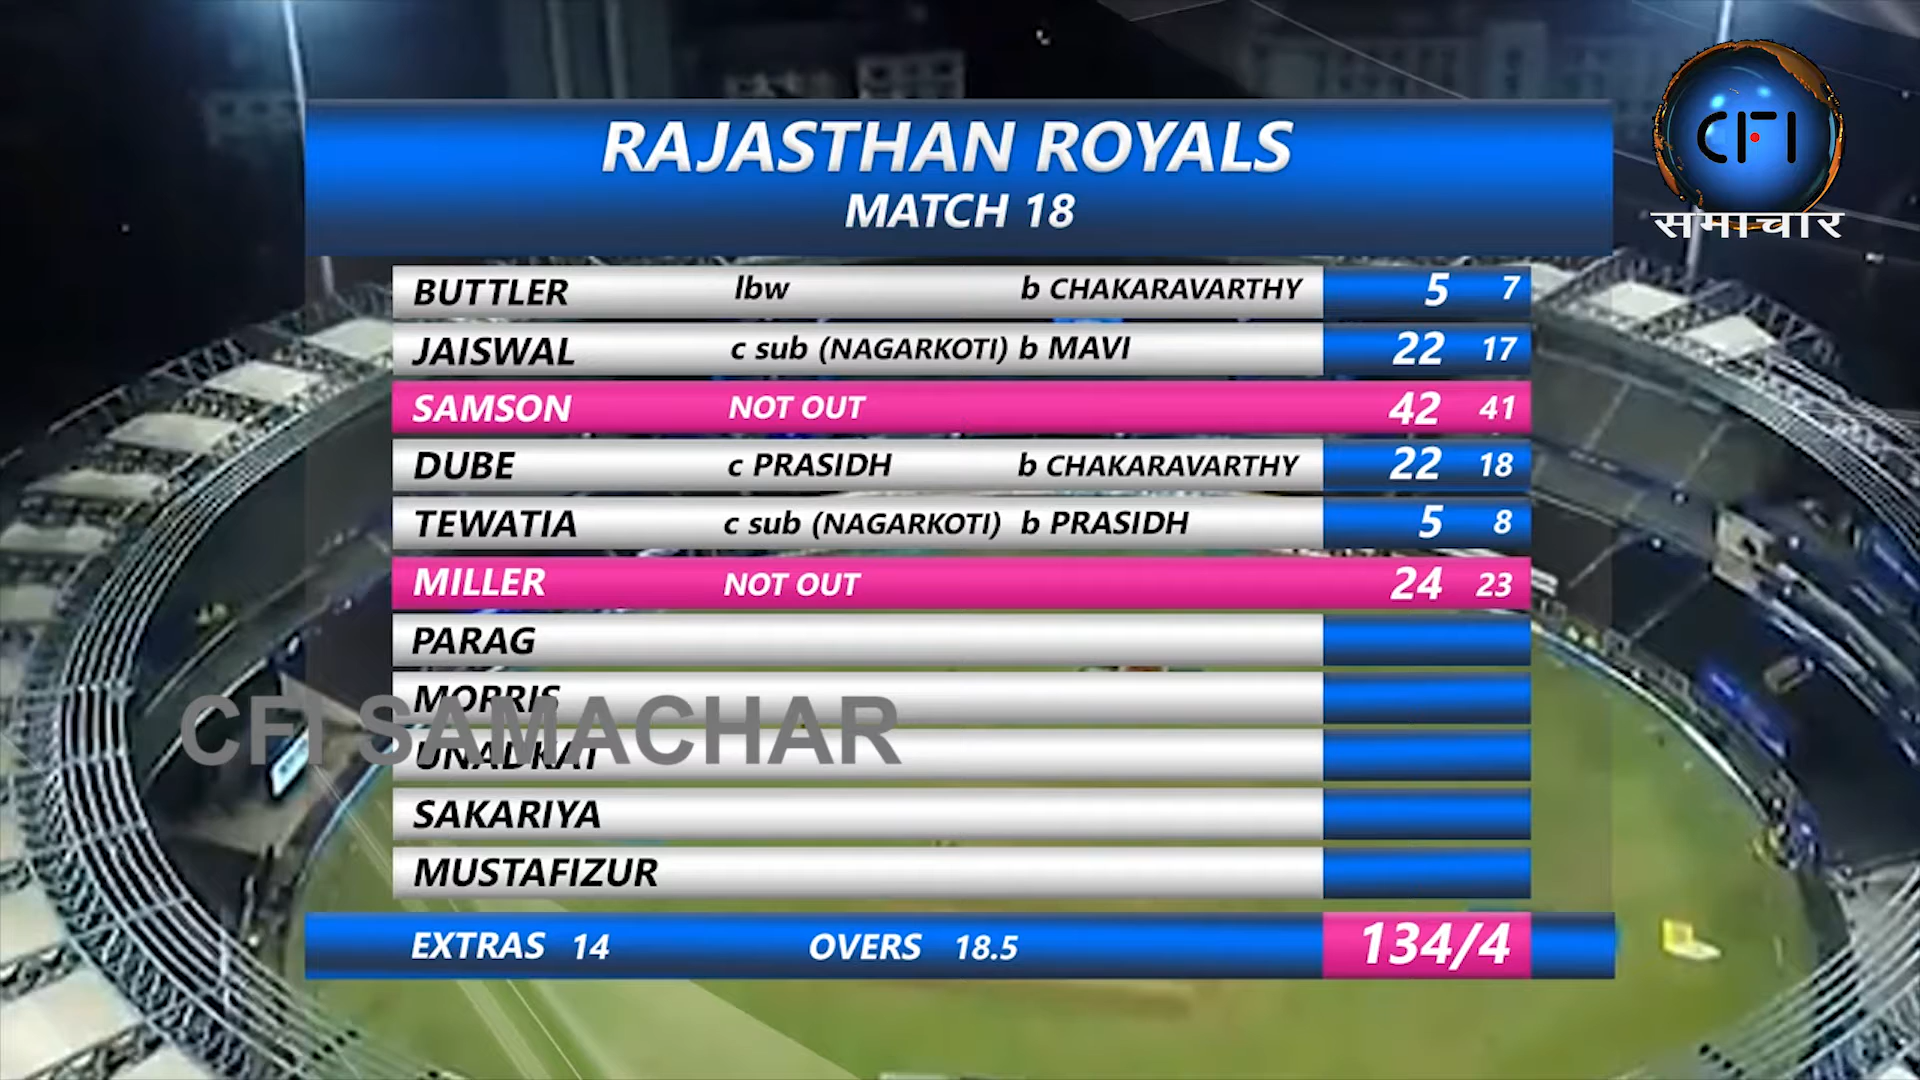 CFI
समाचार
RAJASTHAN ROYALS
MATCH 18
BUTTLER lbw b CHAKARAVARTHY 5 7
JAISWAL c sub (NAGARKOTI) b MAVI 22 17
SAMSON NOT OUT 42 41
DUBE c PRASIDH b CHAKARAVARTHY 22 18
TEWATIA c sub (NAGARKOTI) b PRASIDH 5 8
MILLER NOT OUT 24 23
PARAG
MORRIS
CFI SAMACHAR
UNADKAT
SAKARIYA
MUSTAFIZUR
EXTRAS 14 OVERS 18.5 134/4